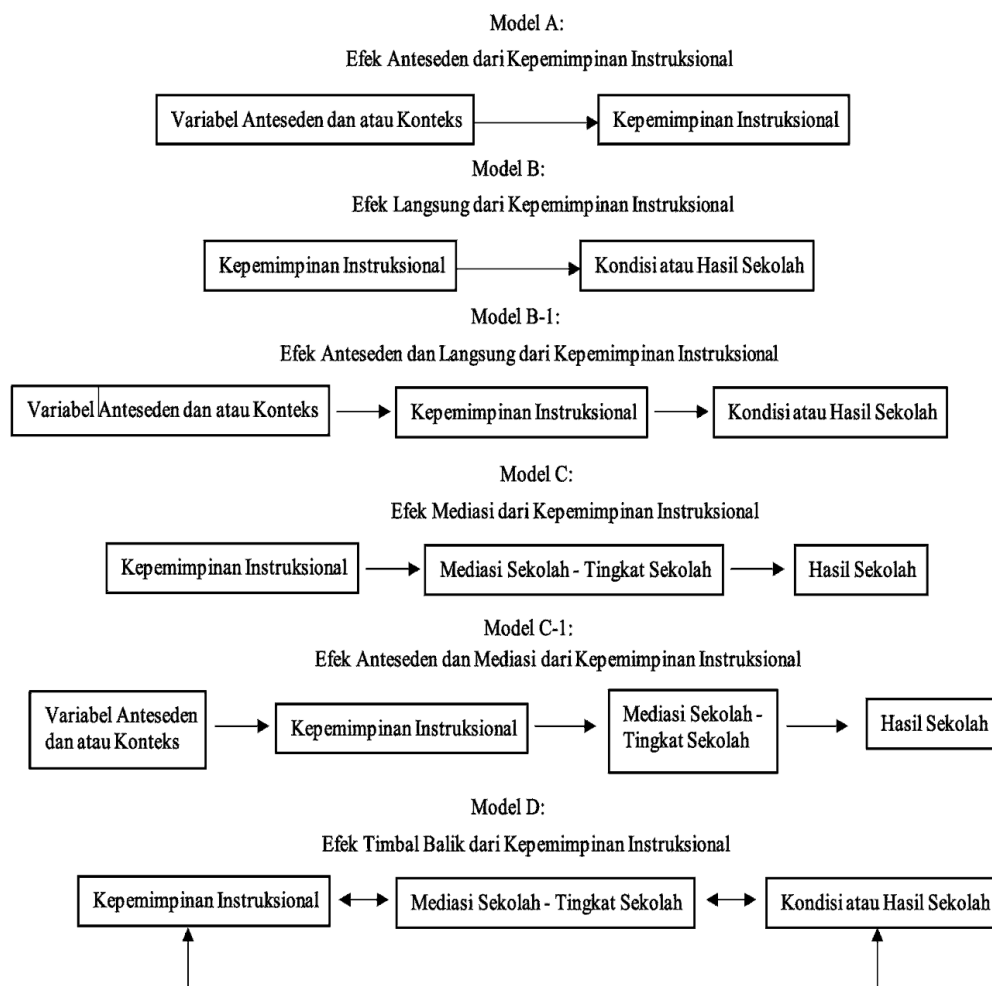 Model A:
Efek Anteseden dari Kepemimpinan Instruksional
Variabel Anteseden dan atau Konteks
Kepemimpinan Instruksional
Model B:
Efek Langsung dari Kepemimpinan Instruksional
Kepemimpinan Instruksional
Kondisi atau Hasil Sekolah
Model B-1:
Efek Anteseden dan Langsung dari Kepemimpinan Instruksional
Variabel Anteseden dan atau Konteks
Kepemimpinan Instruksional
Kondisi atau Hasil Sekolah
Model C:
Efek Mediasi dari Kepemimpinan Instruksional
Kepemimpinan Instruksional
Mediasi Sekolah - Tingkat Sekolah
Hasil Sekolah
Model C-1:
Efek Anteseden dan Mediasi dari Kepemimpinan Instruksional
Variabel Anteseden
dan atau Konteks
Kepemimpinan Instruksional
Mediasi Sekolah -
Tingkat Sekolah
Hasil Sekolah
Model D:
Efek Timbal Balik dari Kepemimpinan Instruksional
Kepemimpinan Instruksional
Mediasi Sekolah - Tingkat Sekolah
Kondisi atau Hasil Sekolah